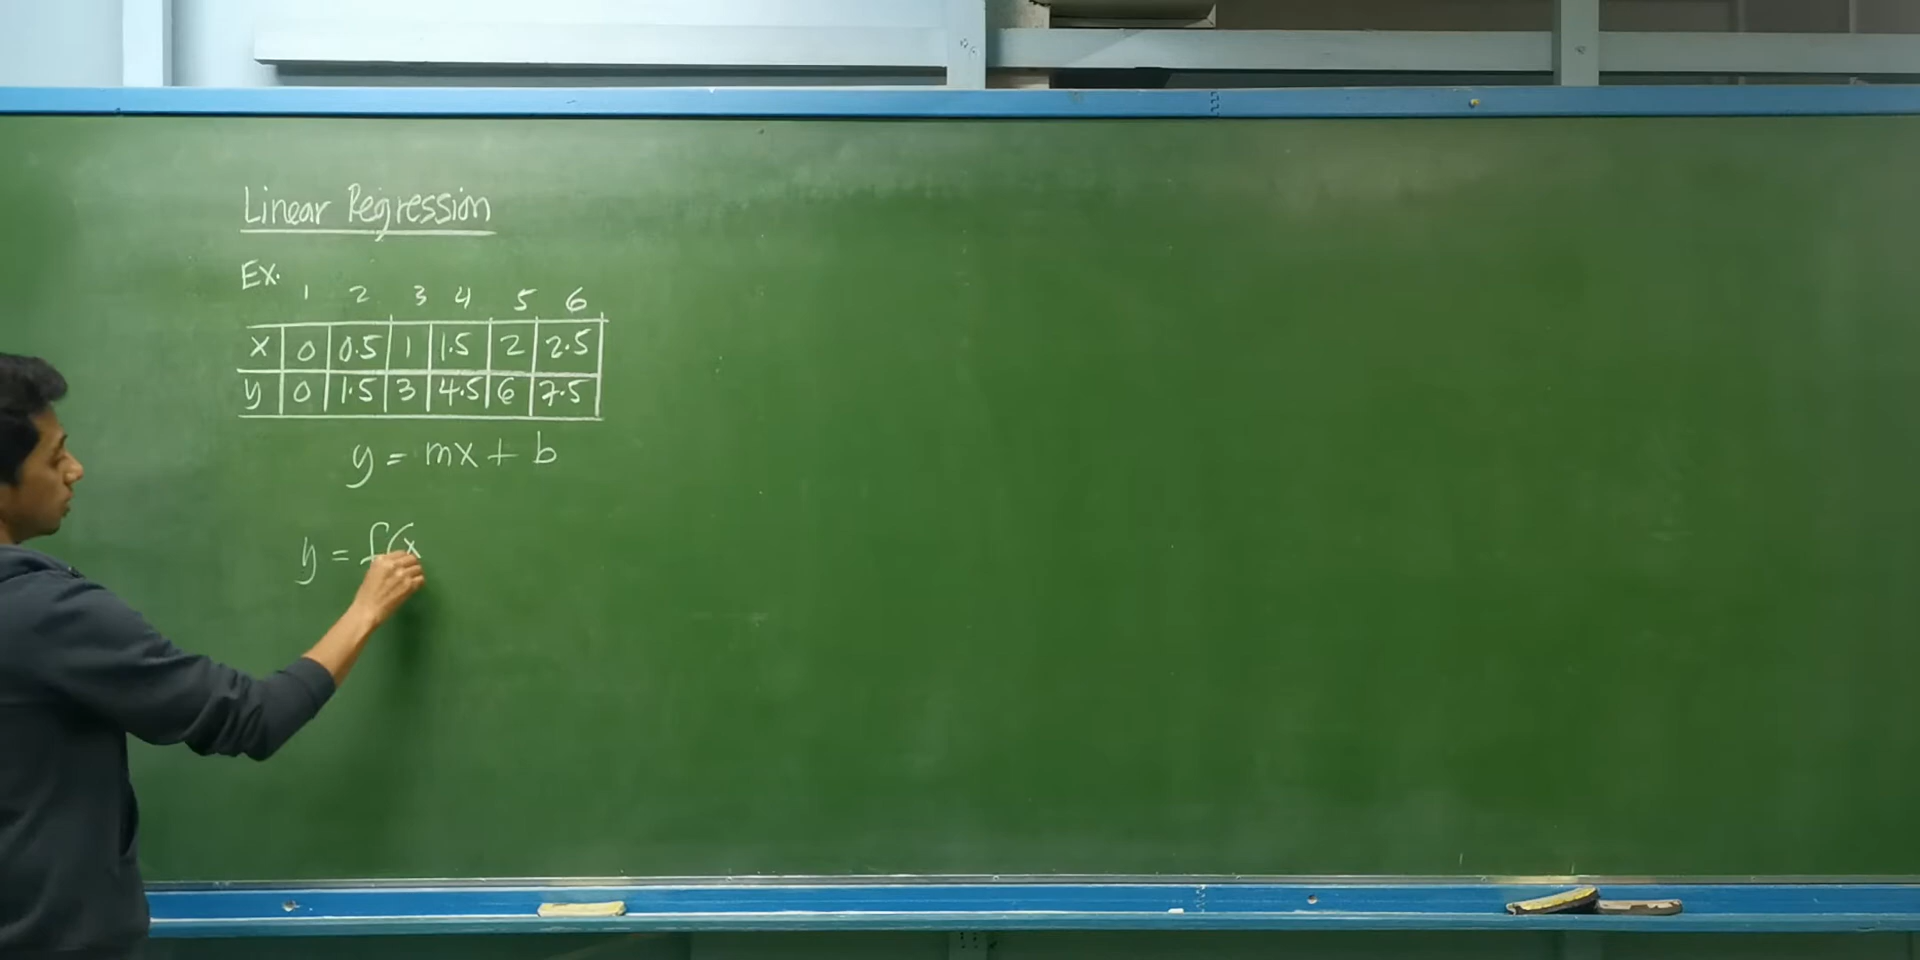 Linear Regression
Ex.
1 2 3 4 5 6
x 0 0.5 1 1.5 2 2.5
y 0 1.5 3 4.5 6 7.5
y = mx + b
y = f(x